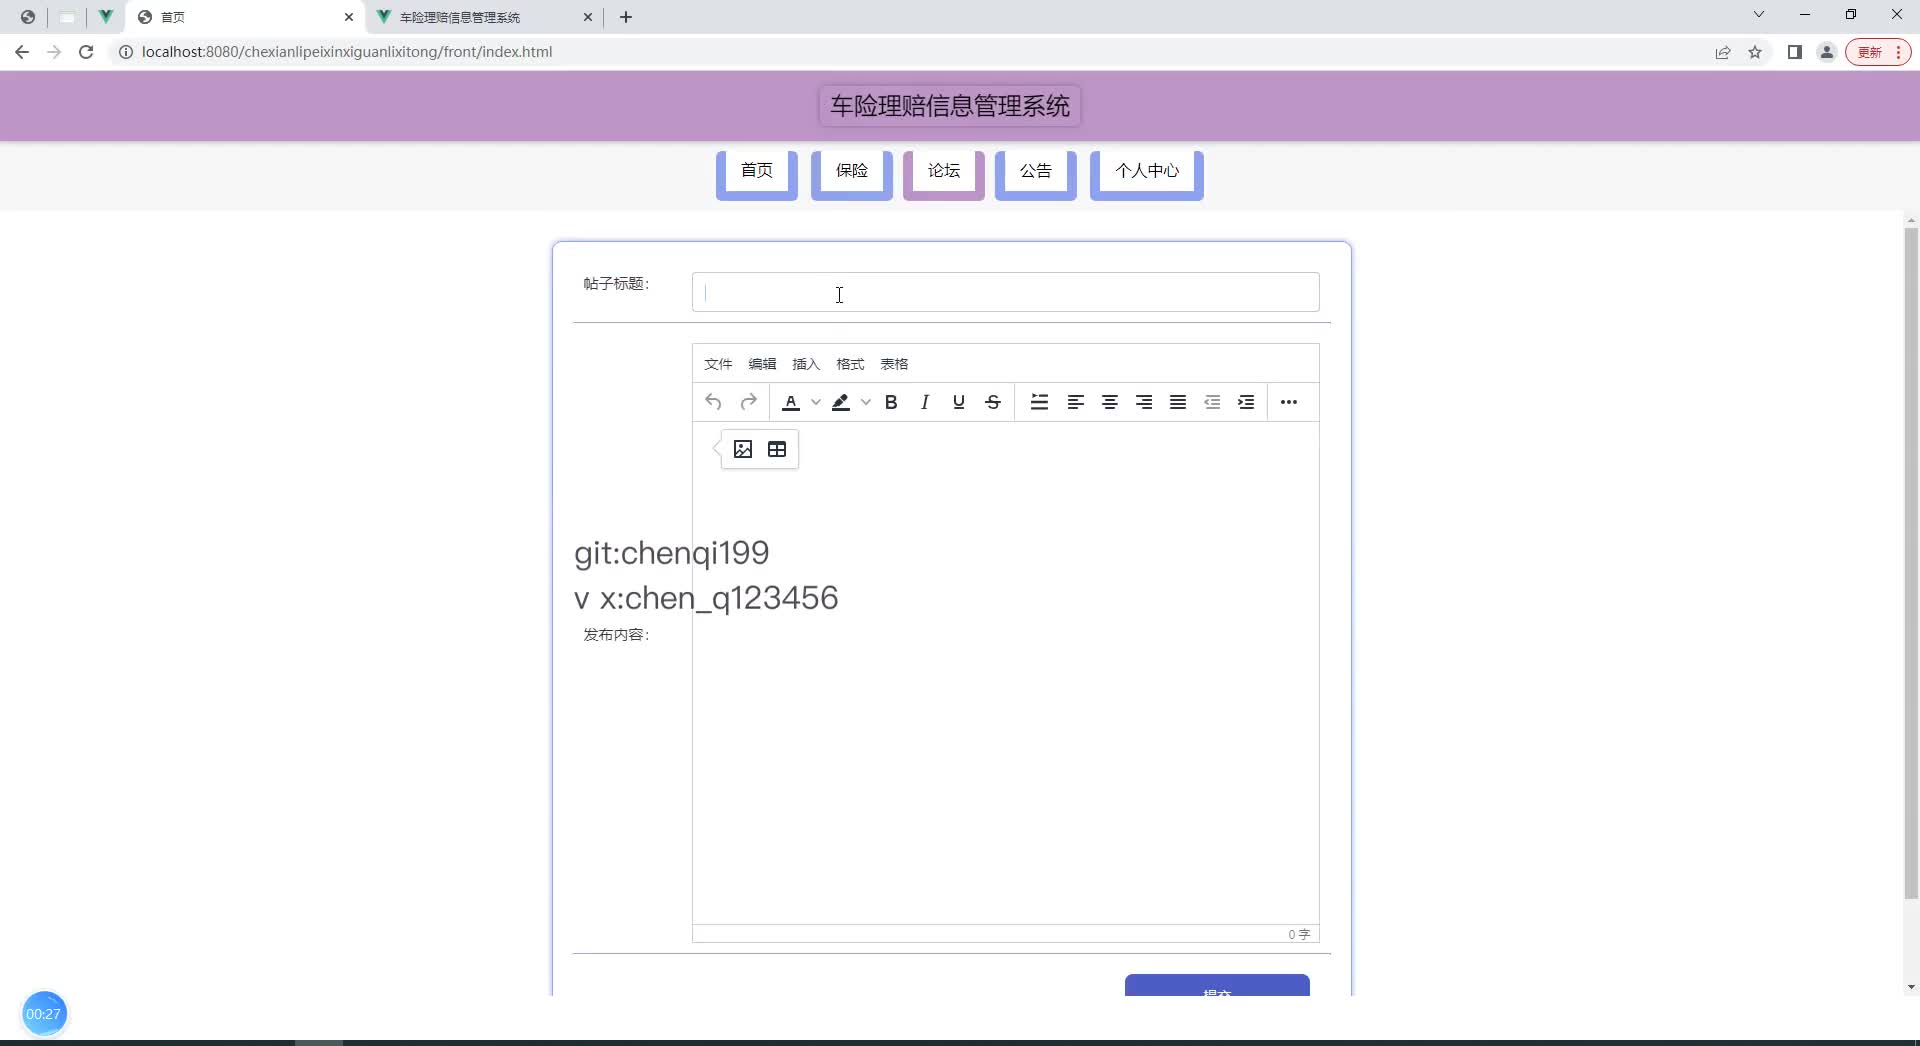 首页
车险理赔信息管理系统
localhost:8080/chexianlipeixinxiguanlixitong/front/index.html
更新
车险理赔信息管理系统
首页
保险
论坛
公告
个人中心
帖子标题：
文件 编辑 插入 格式 表格
git:chenqi199
v x:chen_q123456
发布内容：
0 字
提交
00:27